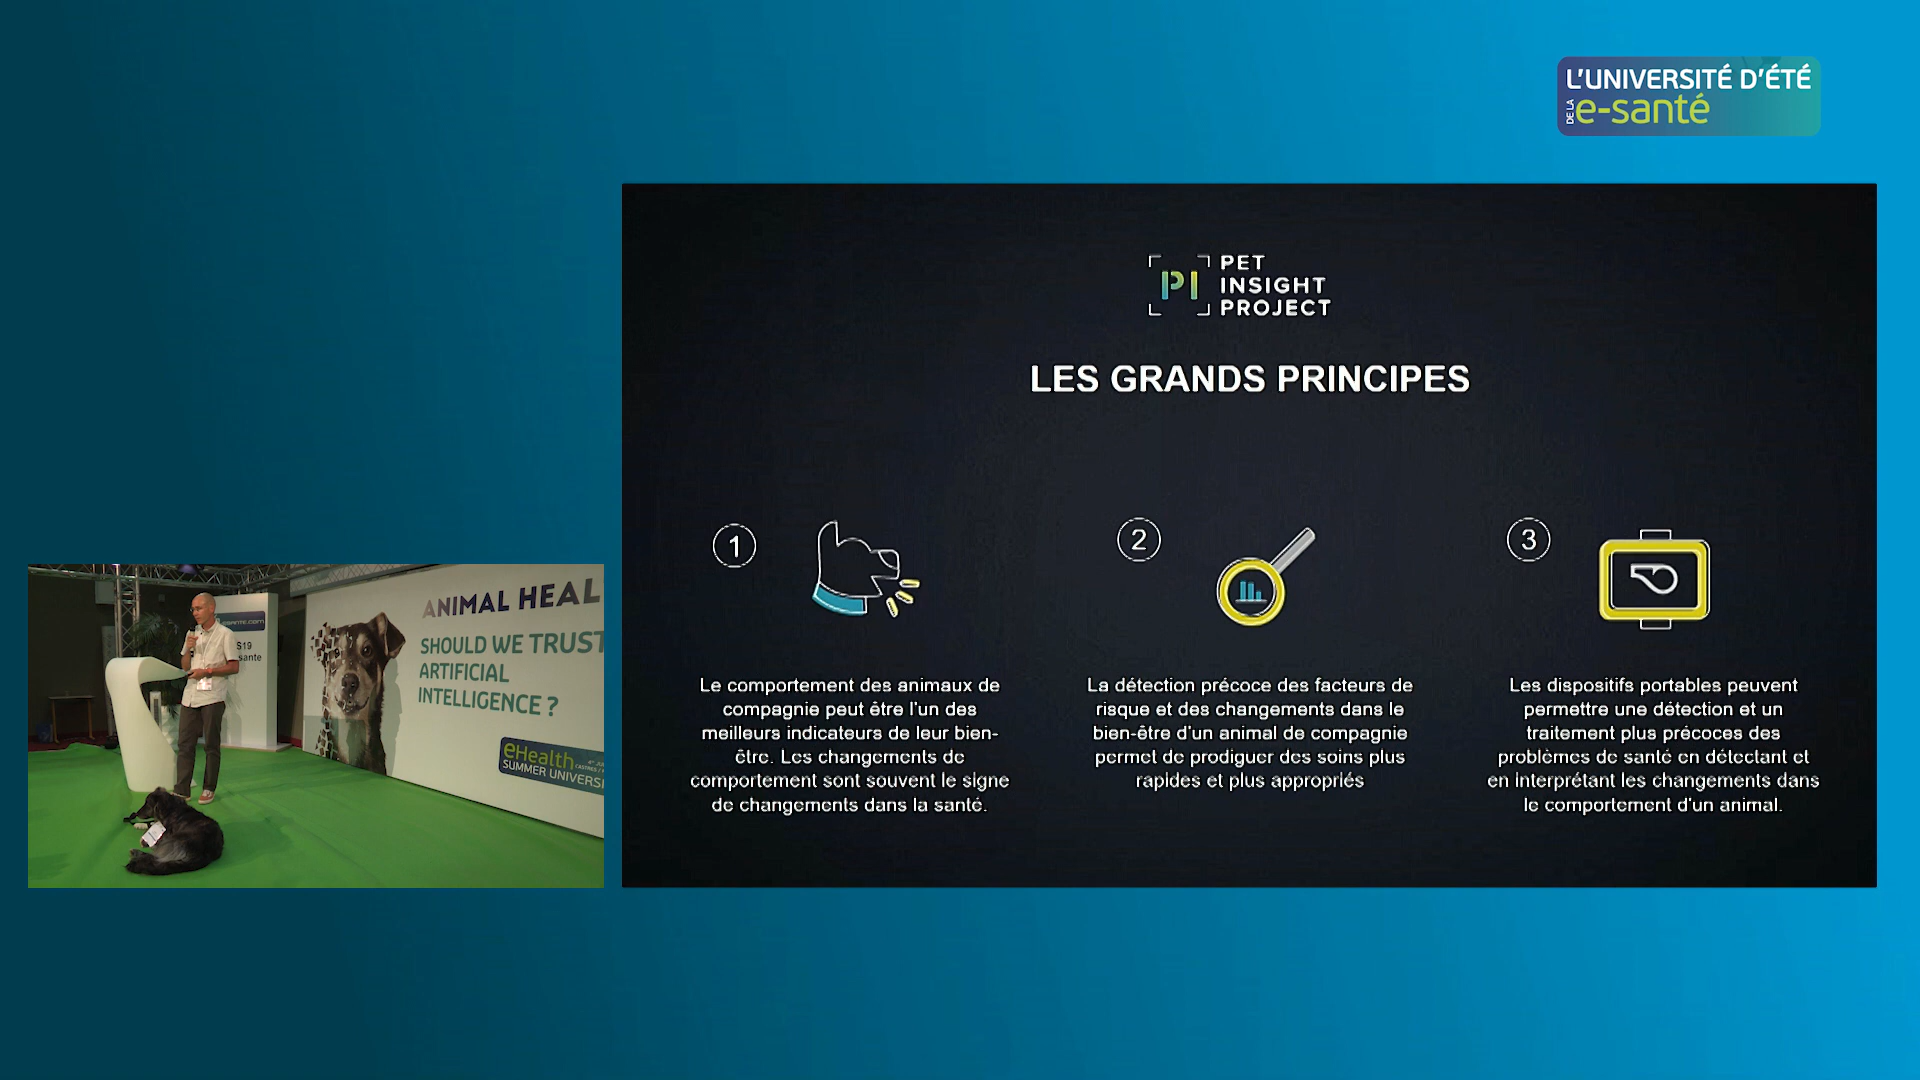 L'UNIVERSITÉ D'ÉTÉ
DE LA
e-santé
PI
PET
INSIGHT
PROJECT
LES GRANDS PRINCIPES
1
Le comportement des animaux de
compagnie peut être l'un des
meilleurs indicateurs de leur bien-
être. Les changements de
comportement sont souvent le signe
de changements dans la santé.
2
La détection précoce des facteurs de
risque et des changements dans le
bien-être d'un animal de compagnie
permet de prodiguer des soins plus
rapides et plus appropriés
3
Les dispositifs portables peuvent
permettre une détection et un
traitement plus précoces des
problèmes de santé en détectant et
en interprétant les changements dans
le comportement d'un animal.
S19
sante
ANIMAL HEAL
SHOULD WE TRUST
ARTIFICIAL
INTELLIGENCE ?
eHealth
SUMMER UNIVERSI